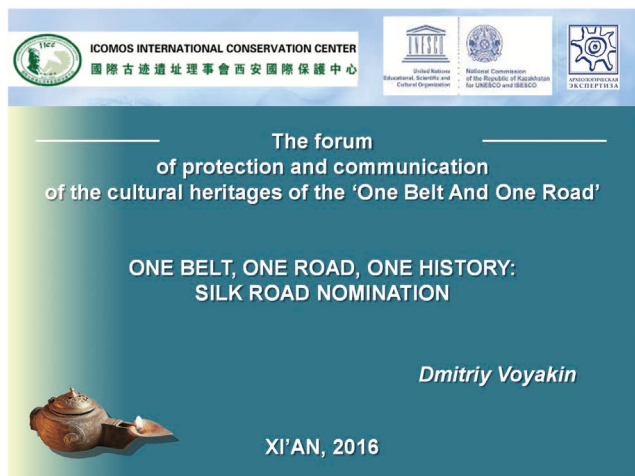 IICC
ICOMOS INTERNATIONAL CONSERVATION CENTER
國際古迹遺址理事會西安國際保護中心
UNESCO
United Nations
Educational, Scientific and
Cultural Organization
National Commission
of the Republic of Kazakhstan
for UNESCO and ISESCO
АРХЕОЛОГИЧЕСКАЯ
ЭКСПЕРТИЗА
The forum
of protection and communication
of the cultural heritages of the ‘One Belt And One Road’
ONE BELT, ONE ROAD, ONE HISTORY:
SILK ROAD NOMINATION
Dmitriy Voyakin
XI’AN, 2016